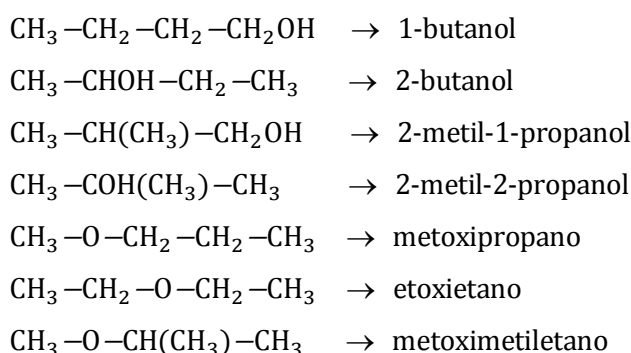 CH₃−CH₂−CH₂−CH₂OH → 1-butanol
CH₃−CHOH−CH₂−CH₃ → 2-butanol
CH₃−CH(CH₃)−CH₂OH → 2-metil-1-propanol
CH₃−COH(CH₃)−CH₃ → 2-metil-2-propanol
CH₃−O−CH₂−CH₂−CH₃ → metoxipropano
CH₃−CH₂−O−CH₂−CH₃ → etoxietano
CH₃−O−CH(CH₃)−CH₃ → metoximetiletano